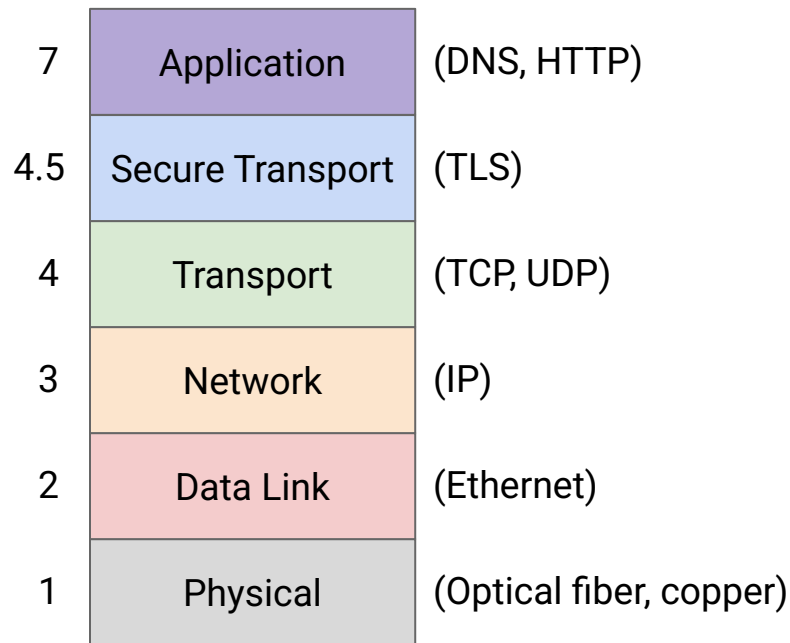 7 Application (DNS, HTTP)
4.5 Secure Transport (TLS)
4 Transport (TCP, UDP)
3 Network (IP)
2 Data Link (Ethernet)
1 Physical (Optical fiber, copper)